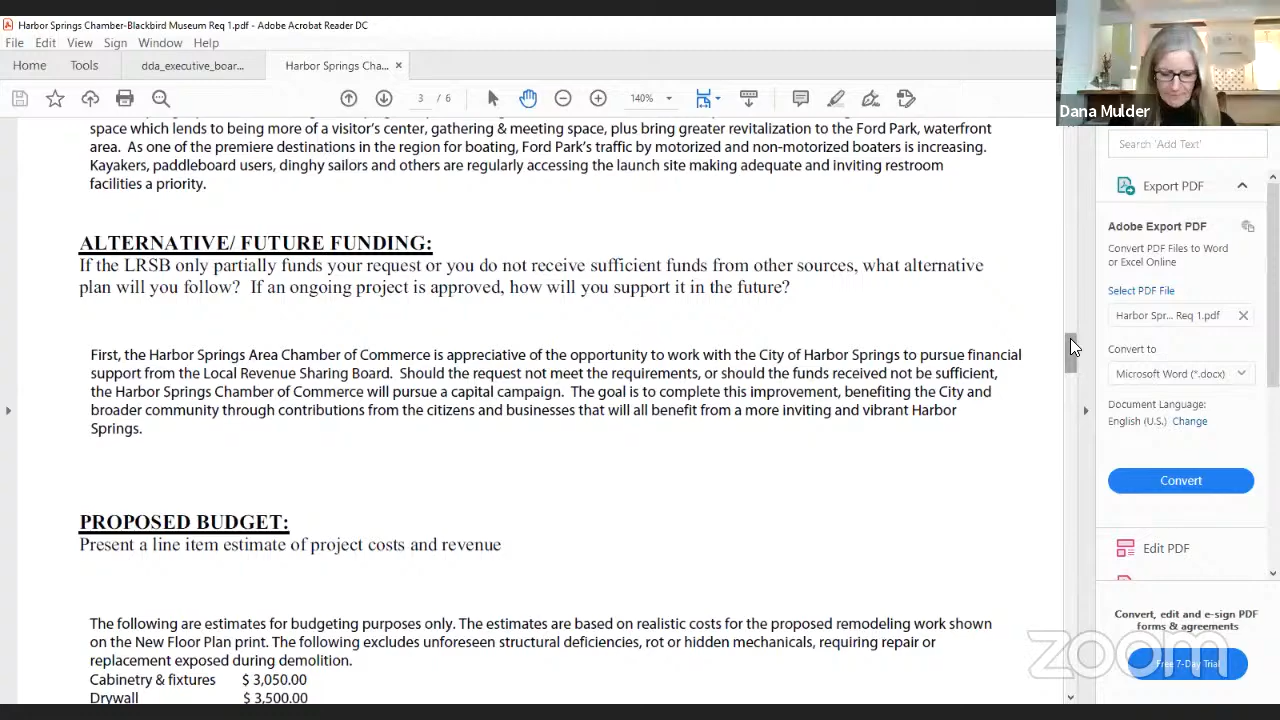 Harbor Springs Chamber-Blackbird Museum Req 1.pdf - Adobe Acrobat Reader DC
File Edit View Sign Window Help
Home Tools dda_executive_boar... Harbor Springs Cha... ×
3 / 6 140%
Dana Mulder
space which lends to being more of a visitor's center, gathering & meeting space, plus bring greater revitalization to the Ford Park, waterfront
area. As one of the premiere destinations in the region for boating, Ford Park's traffic by motorized and non-motorized boaters is increasing.
Kayakers, paddleboard users, dinghy sailors and others are regularly accessing the launch site making adequate and inviting restroom
facilities a priority.
ALTERNATIVE/ FUTURE FUNDING:
If the LRSB only partially funds your request or you do not receive sufficient funds from other sources, what alternative
plan will you follow? If an ongoing project is approved, how will you support it in the future?
First, the Harbor Springs Area Chamber of Commerce is appreciative of the opportunity to work with the City of Harbor Springs to pursue financial
support from the Local Revenue Sharing Board. Should the request not meet the requirements, or should the funds received not be sufficient,
the Harbor Springs Chamber of Commerce will pursue a capital campaign. The goal is to complete this improvement, benefiting the City and
broader community through contributions from the citizens and businesses that will all benefit from a more inviting and vibrant Harbor
Springs.
PROPOSED BUDGET:
Present a line item estimate of project costs and revenue
The following are estimates for budgeting purposes only. The estimates are based on realistic costs for the proposed remodeling work shown
on the New Floor Plan print. The following excludes unforeseen structural deficiencies, rot or hidden mechanicals, requiring repair or
replacement exposed during demolition.
Cabinetry & fixtures $ 3,050.00
Drywall $ 3,500.00
Search 'Add Text'
Export PDF
Adobe Export PDF
Convert PDF Files to Word
or Excel Online
Select PDF File
Harbor Spr... Req 1.pdf
Convert to
Microsoft Word (*.docx)
Document Language:
English (U.S.) Change
Convert
Edit PDF
Convert, edit and e-sign PDF
forms & agreements
Free 7-Day Trial
zoom